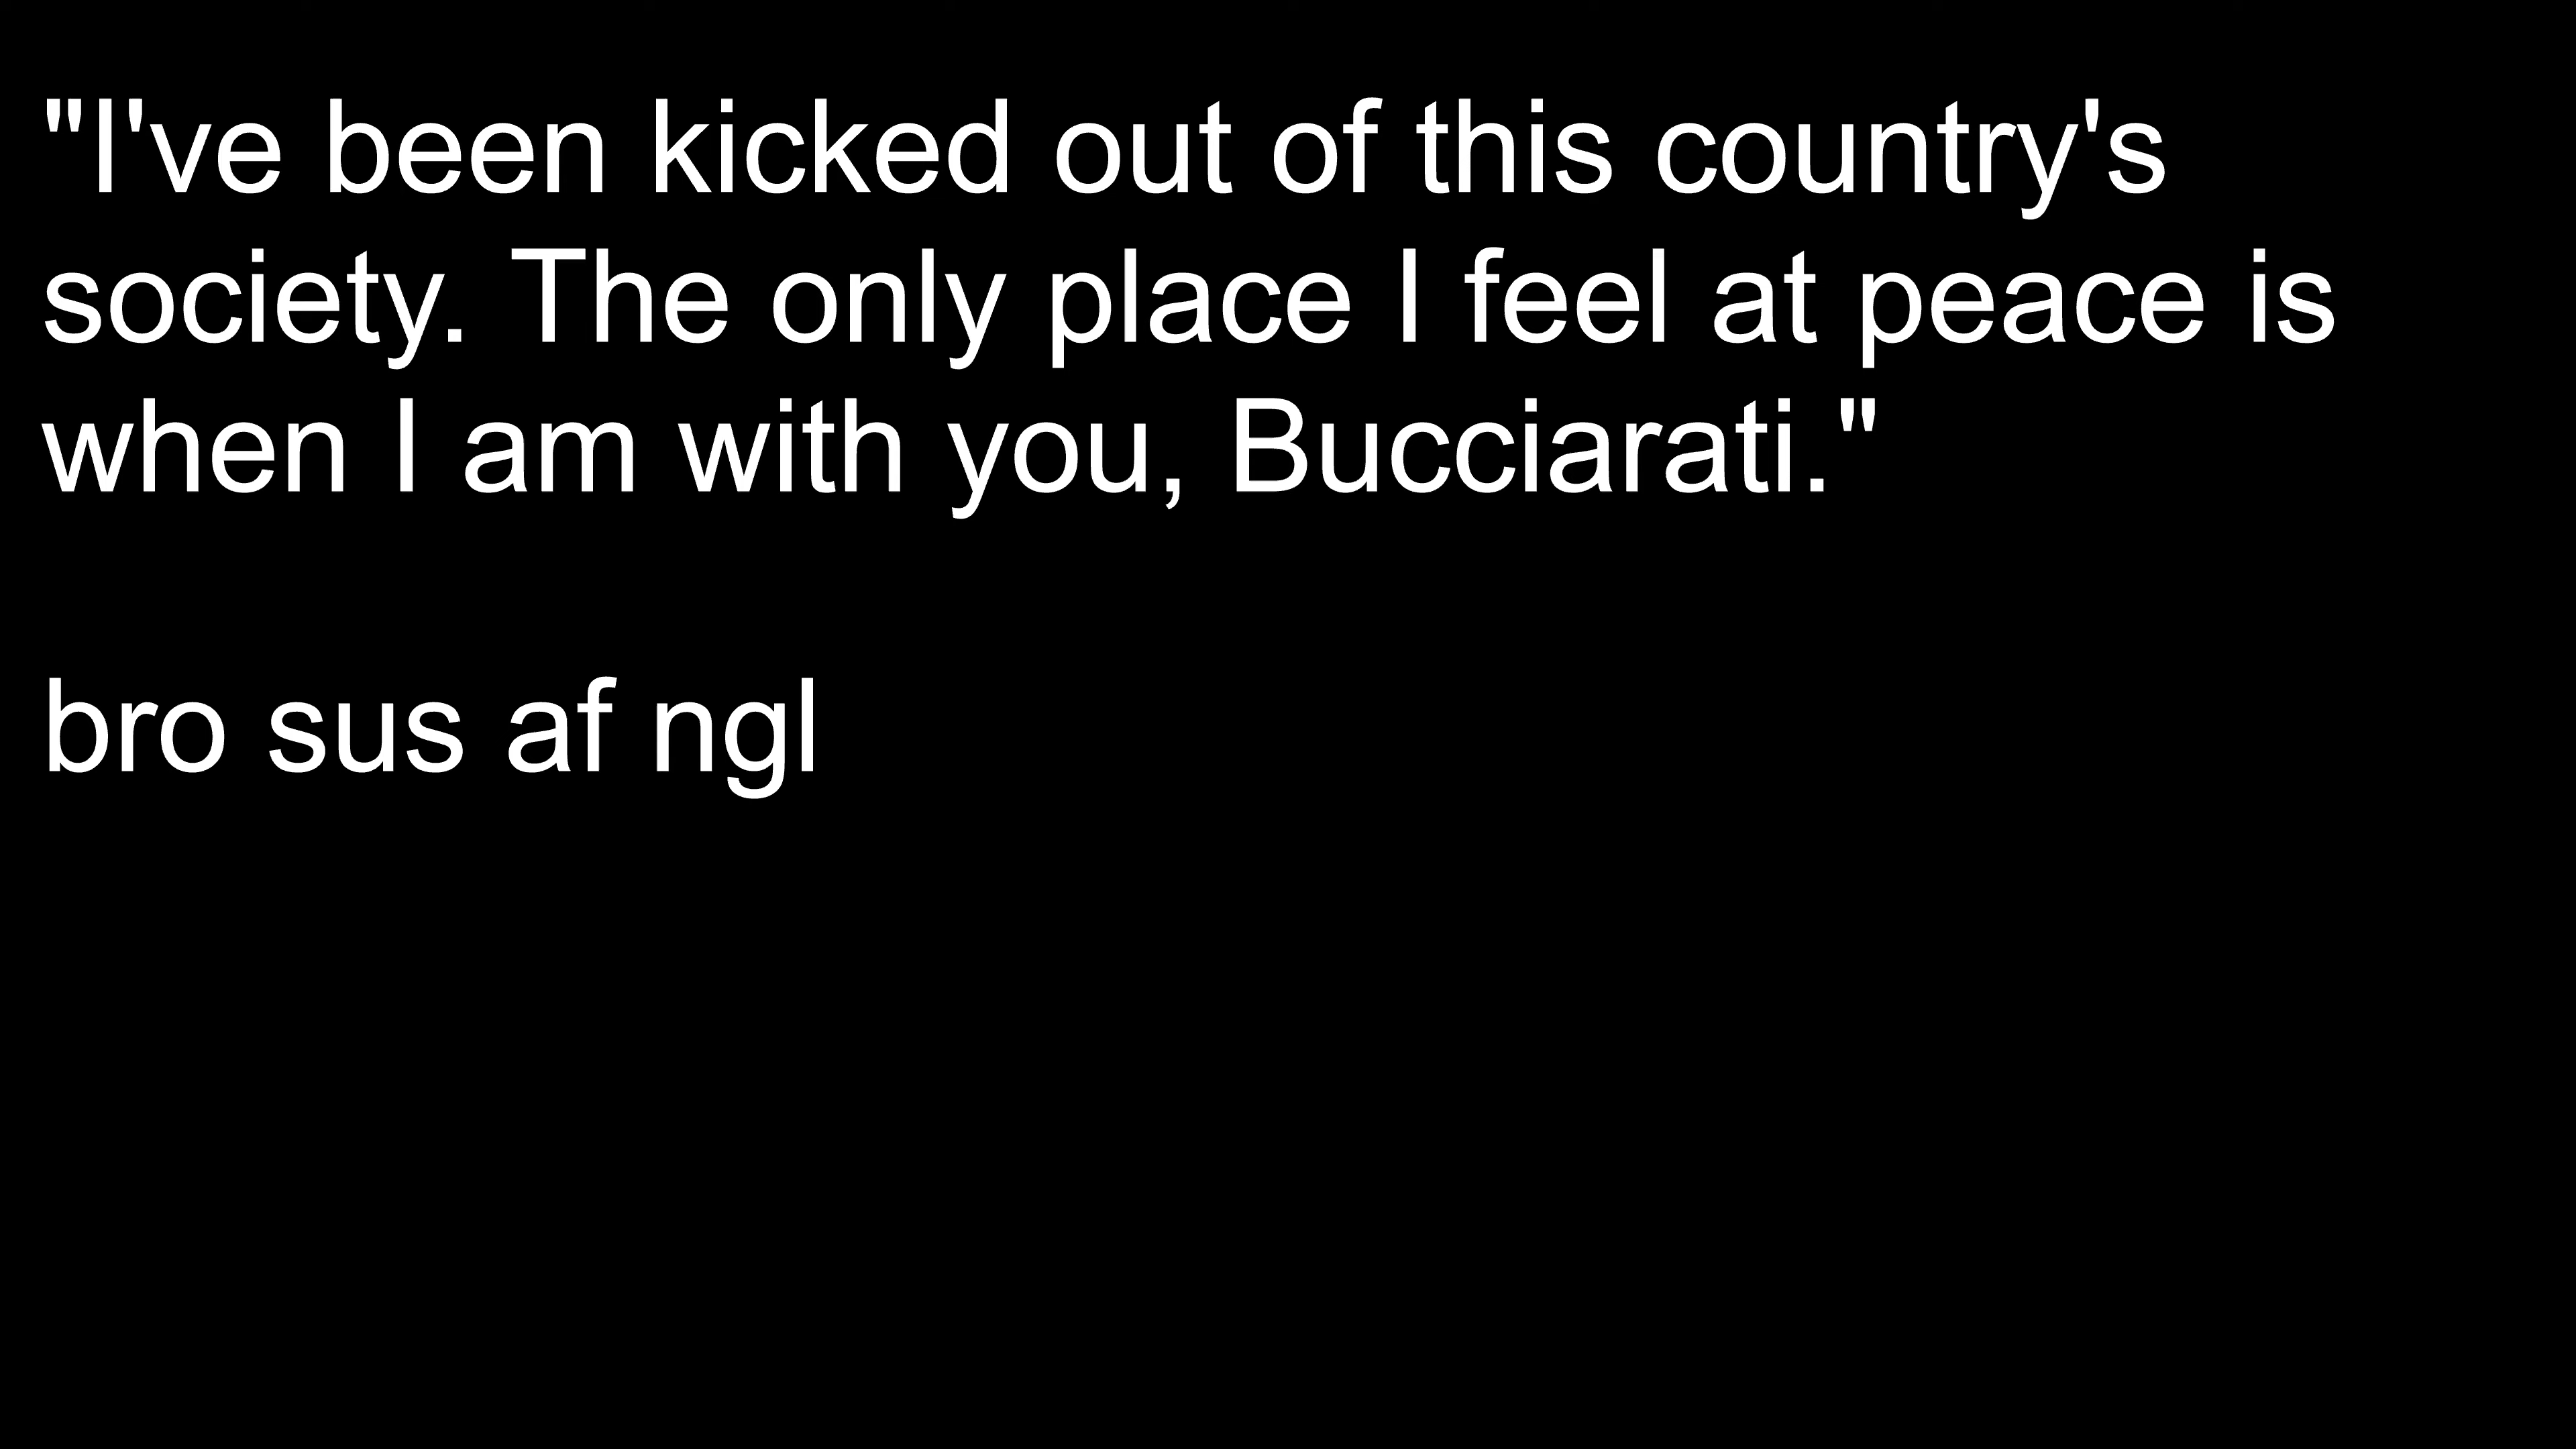 "I've been kicked out of this country's
society. The only place I feel at peace is
when I am with you, Bucciarati."
bro sus af ngl